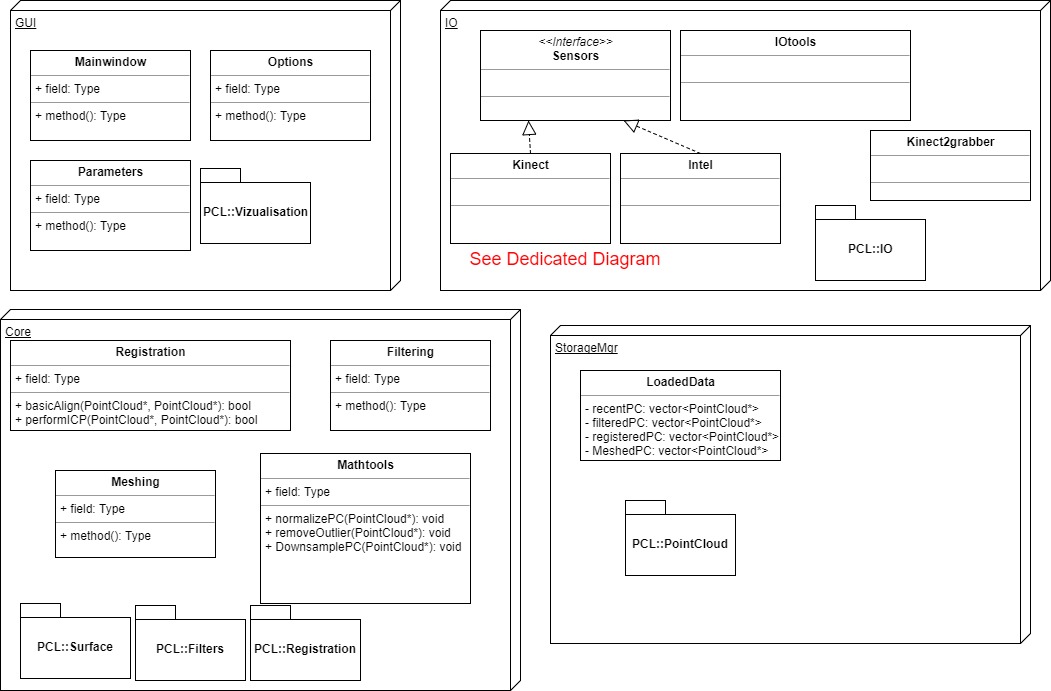 GUI
Mainwindow
+ field: Type
+ method(): Type
Options
+ field: Type
+ method(): Type
Parameters
+ field: Type
+ method(): Type
PCL::Vizualisation
IO
<<Interface>>
Sensors
IOtools
Kinect2grabber
Kinect
Intel
PCL::IO
See Dedicated Diagram
Core
Registration
+ field: Type
+ basicAlign(PointCloud*, PointCloud*): bool
+ performICP(PointCloud*, PointCloud*): bool
Filtering
+ field: Type
+ method(): Type
Meshing
+ field: Type
+ method(): Type
Mathtools
+ field: Type
+ normalizePC(PointCloud*): void
+ removeOutlier(PointCloud*): void
+ DownsamplePC(PointCloud*): void
PCL::Surface
PCL::Filters
PCL::Registration
StorageMgr
LoadedData
- recentPC: vector<PointCloud*>
- filteredPC: vector<PointCloud*>
- registeredPC: vector<PointCloud*>
- MeshedPC: vector<PointCloud*>
PCL::PointCloud